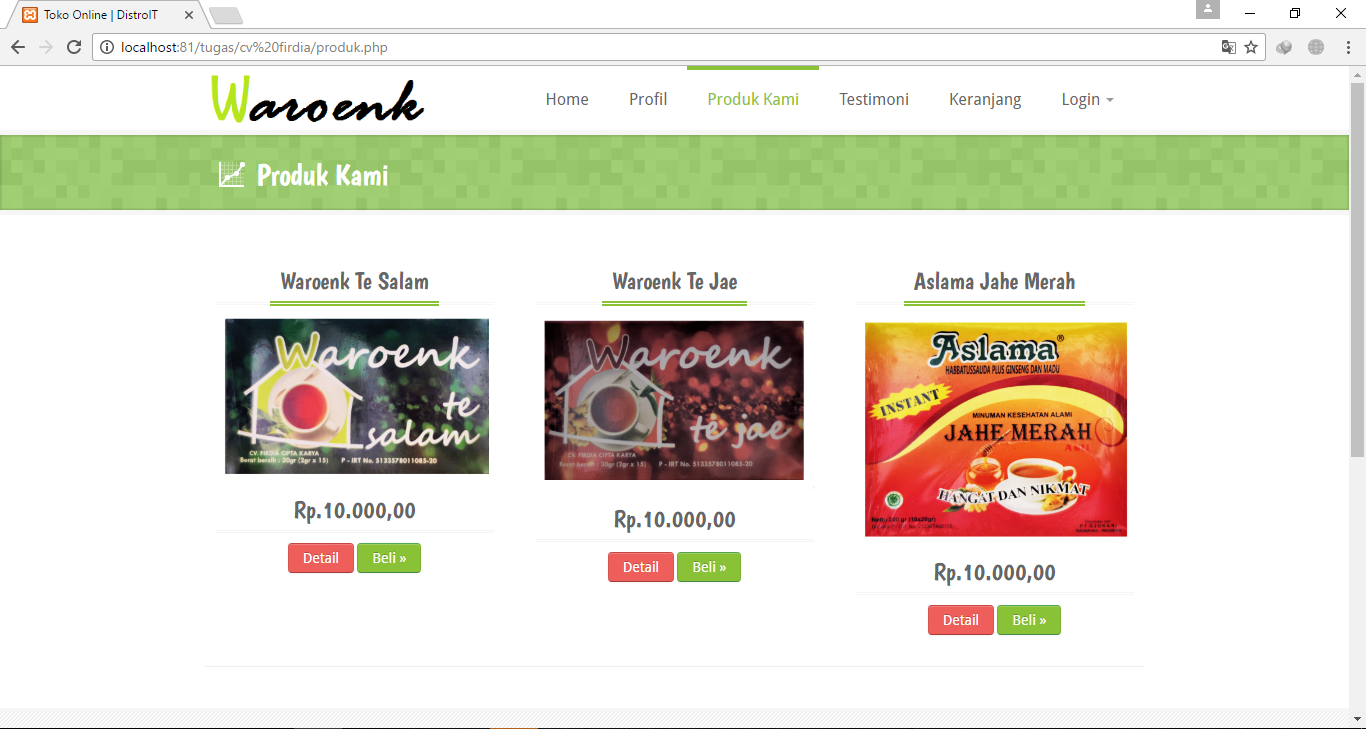 Toko Online | DistroIT
localhost:81/tugas/cv%20firdia/produk.php
Waroenk
Home
Profil
Produk Kami
Testimoni
Keranjang
Login
Produk Kami
Waroenk Te Salam
Waroenk
te
salam
CV. FIRDIA CIPTA KARYA
Berat bersih : 30gr (2gr x 15) P - IRT No. 5133578011085-20
Rp.10.000,00
Detail
Beli »
Waroenk Te Jae
Waroenk
te jae
CV. FIRDIA CIPTA KARYA
Berat bersih : 30gr (2gr x 15) P - IRT No. 5133578011085-20
Rp.10.000,00
Detail
Beli »
Aslama Jahe Merah
Aslama®
HABBATUSSAUDA PLUS GINSENG DAN MADU
INSTANT
MINUMAN KESEHATAN ALAMI
JAHE MERAH
HANGAT DAN NIKMAT
Rp.10.000,00
Detail
Beli »